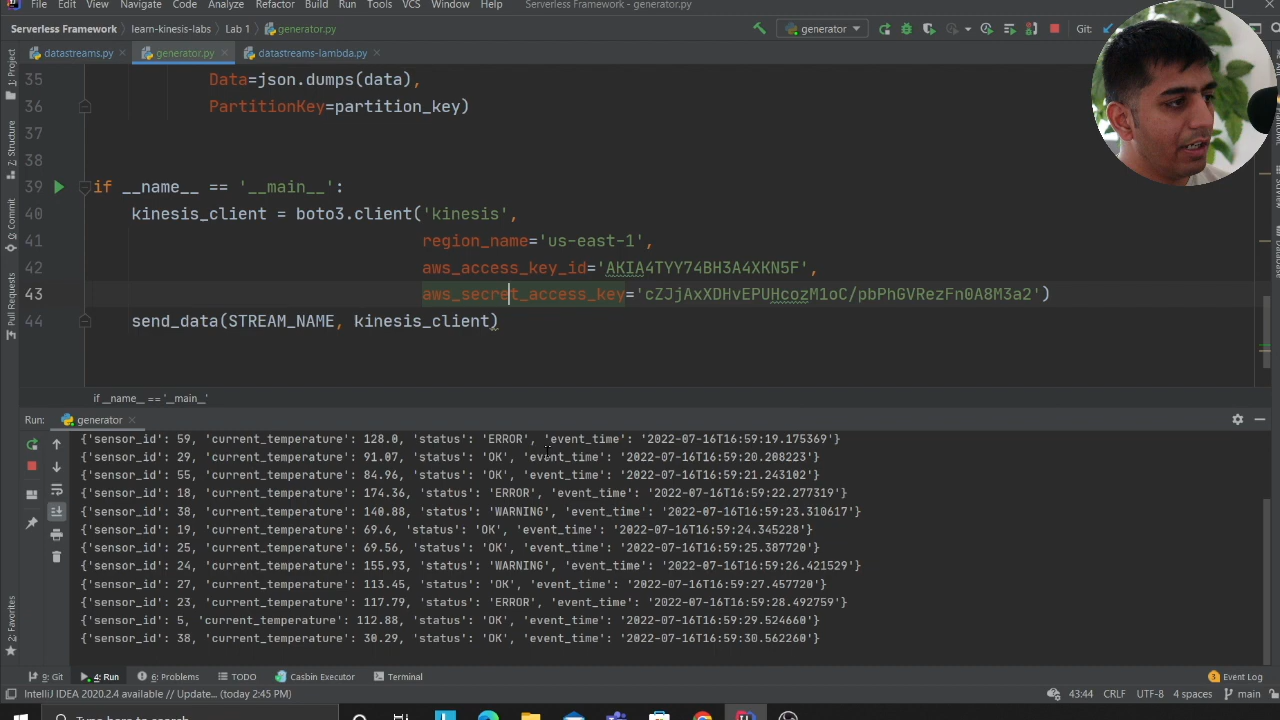 File Edit View Navigate Code Analyze Refactor Build Run Tools VCS Window Help Serverless Framework - generator.py
Serverless Framework learn-kinesis-labs Lab 1 generator.py generator Git:
datastreams.py generator.py datastreams-lambda.py
1: Project
Z: Structure
Commit
Pull Requests
2: Favorites
35 Data=json.dumps(data),
36 PartitionKey=partition_key)
37
38
39 if __name__ == '__main__':
40 kinesis_client = boto3.client('kinesis',
41 region_name='us-east-1',
42 aws_access_key_id='[credential redacted]',
43 aws_secret_access_key='[credential redacted]')
44 send_data(STREAM_NAME, kinesis_client)
if __name__ == '__main__'
Run: generator
{'sensor_id': 59, 'current_temperature': 128.0, 'status': 'ERROR', 'event_time': '2022-07-16T16:59:19.175369'}
{'sensor_id': 29, 'current_temperature': 91.07, 'status': 'OK', 'event_time': '2022-07-16T16:59:20.208223'}
{'sensor_id': 55, 'current_temperature': 84.96, 'status': 'OK', 'event_time': '2022-07-16T16:59:21.243102'}
{'sensor_id': 18, 'current_temperature': 174.36, 'status': 'ERROR', 'event_time': '2022-07-16T16:59:22.277319'}
{'sensor_id': 38, 'current_temperature': 140.88, 'status': 'WARNING', 'event_time': '2022-07-16T16:59:23.310617'}
{'sensor_id': 19, 'current_temperature': 69.6, 'status': 'OK', 'event_time': '2022-07-16T16:59:24.345228'}
{'sensor_id': 25, 'current_temperature': 69.56, 'status': 'OK', 'event_time': '2022-07-16T16:59:25.387720'}
{'sensor_id': 24, 'current_temperature': 155.93, 'status': 'WARNING', 'event_time': '2022-07-16T16:59:26.421529'}
{'sensor_id': 27, 'current_temperature': 113.45, 'status': 'OK', 'event_time': '2022-07-16T16:59:27.457720'}
{'sensor_id': 23, 'current_temperature': 117.79, 'status': 'ERROR', 'event_time': '2022-07-16T16:59:28.492759'}
{'sensor_id': 5, 'current_temperature': 112.88, 'status': 'OK', 'event_time': '2022-07-16T16:59:29.524660'}
{'sensor_id': 38, 'current_temperature': 30.29, 'status': 'OK', 'event_time': '2022-07-16T16:59:30.562260'}
9: Git 4: Run 6: Problems TODO Casbin Executor Terminal 3 Event Log
IntelliJ IDEA 2020.2.4 available // Update... (today 2:45 PM) 43:44 CRLF UTF-8 4 spaces main